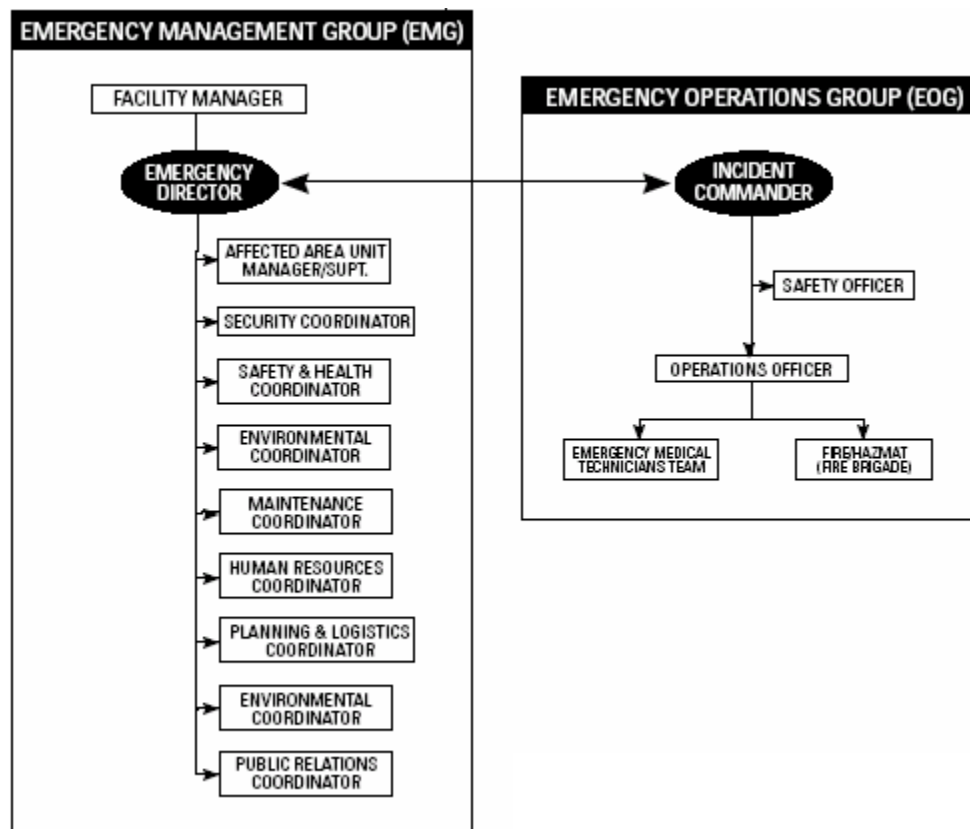 EMERGENCY MANAGEMENT GROUP (EMG)
FACILITY MANAGER
EMERGENCY
DIRECTOR
AFFECTED AREA UNIT
MANAGER/SUPT.
SECURITY COORDINATOR
SAFETY & HEALTH
COORDINATOR
ENVIRONMENTAL
COORDINATOR
MAINTENANCE
COORDINATOR
HUMAN RESOURCES
COORDINATOR
PLANNING & LOGISTICS
COORDINATOR
ENVIRONMENTAL
COORDINATOR
PUBLIC RELATIONS
COORDINATOR
EMERGENCY OPERATIONS GROUP (EOG)
INCIDENT
COMMANDER
SAFETY OFFICER
OPERATIONS OFFICER
EMERGENCY MEDICAL
TECHNICIANS TEAM
FIRE/HAZMAT
(FIRE BRIGADE)